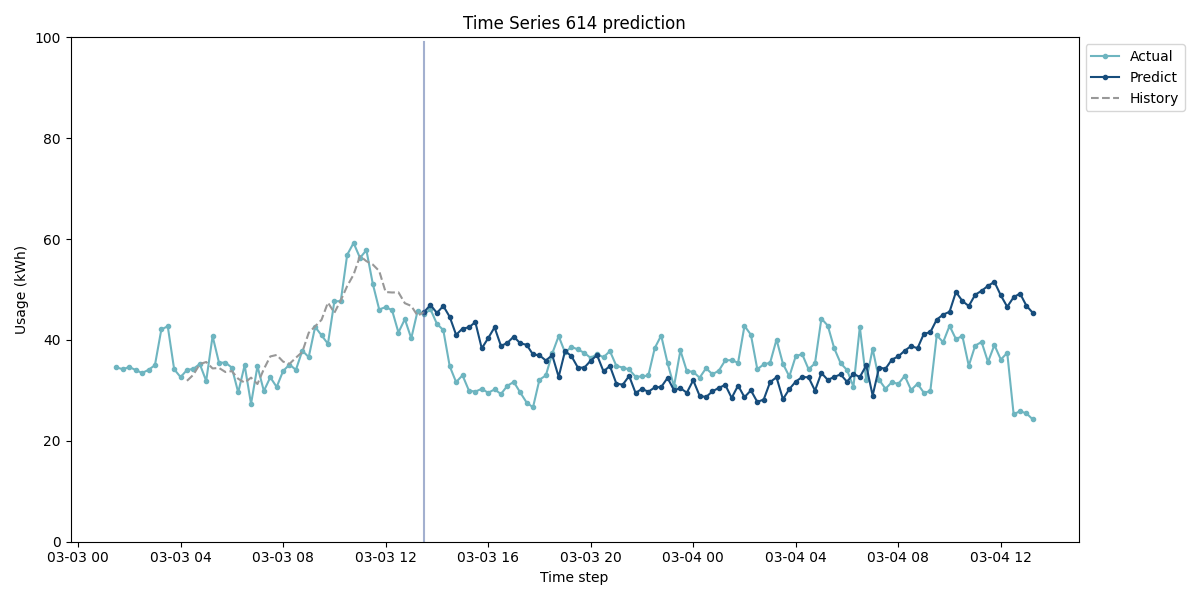 Time Series 614 prediction
100
80
60
40
20
0
Usage (kWh)
03-03 00 03-03 04 03-03 08 03-03 12 03-03 16 03-03 20 03-04 00 03-04 04 03-04 08 03-04 12
Time step
Actual
Predict
History